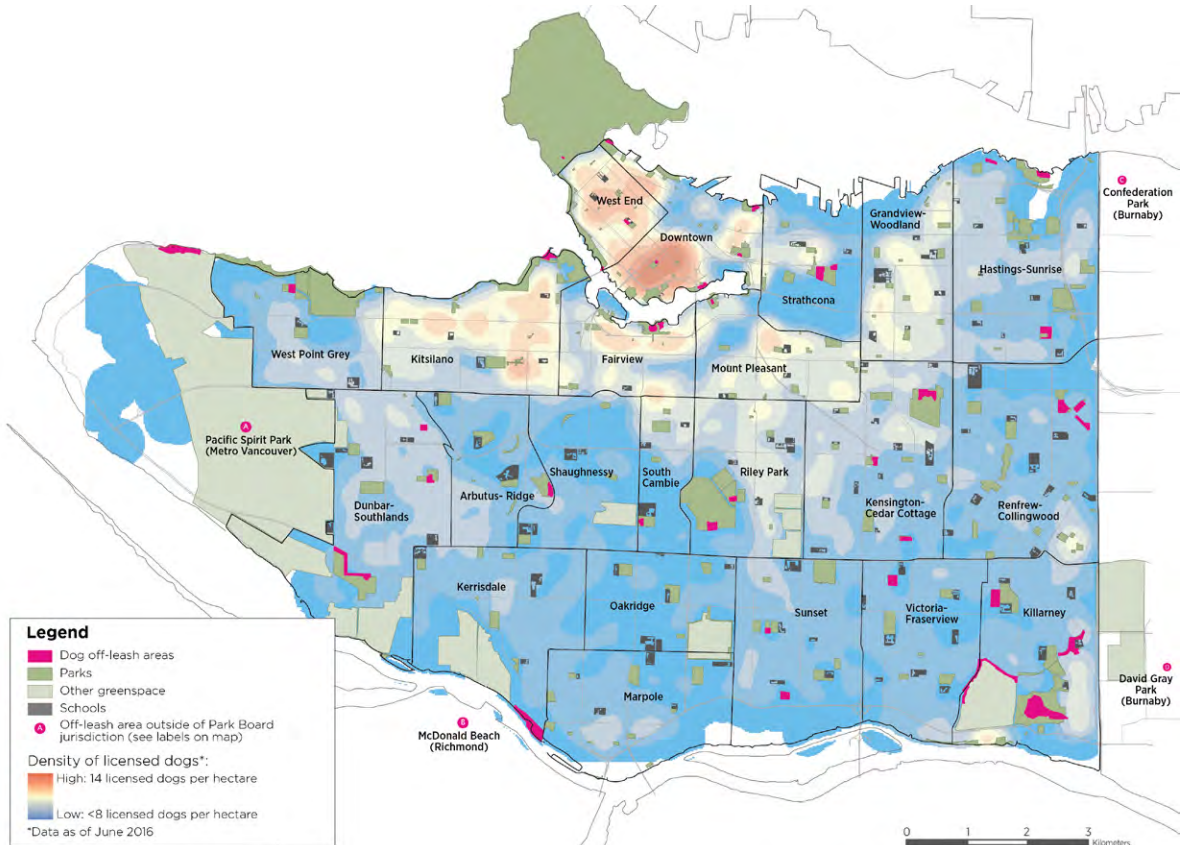 West End
Downtown
Grandview-
Woodland
C
Confederation
Park
(Burnaby)
Hastings-Sunrise
Strathcona
West Point Grey
Kitsilano
Fairview
Mount Pleasant
A
Pacific Spirit Park
(Metro Vancouver)
Dunbar-
Southlands
Arbutus- Ridge
Shaughnessy
South
Cambie
Riley Park
Kensington-
Cedar Cottage
Renfrew-
Collingwood
Kerrisdale
Oakridge
Sunset
Victoria-
Fraserview
Killarney
Marpole
B
McDonald Beach
(Richmond)
D
David Gray
Park
(Burnaby)
Legend
Dog off-leash areas
Parks
Other greenspace
Schools
A
Off-leash area outside of Park Board
jurisdiction (see labels on map)
Density of licensed dogs*:
High: 14 licensed dogs per hectare
Low: <8 licensed dogs per hectare
*Data as of June 2016
0 1 2 3
Kilometers